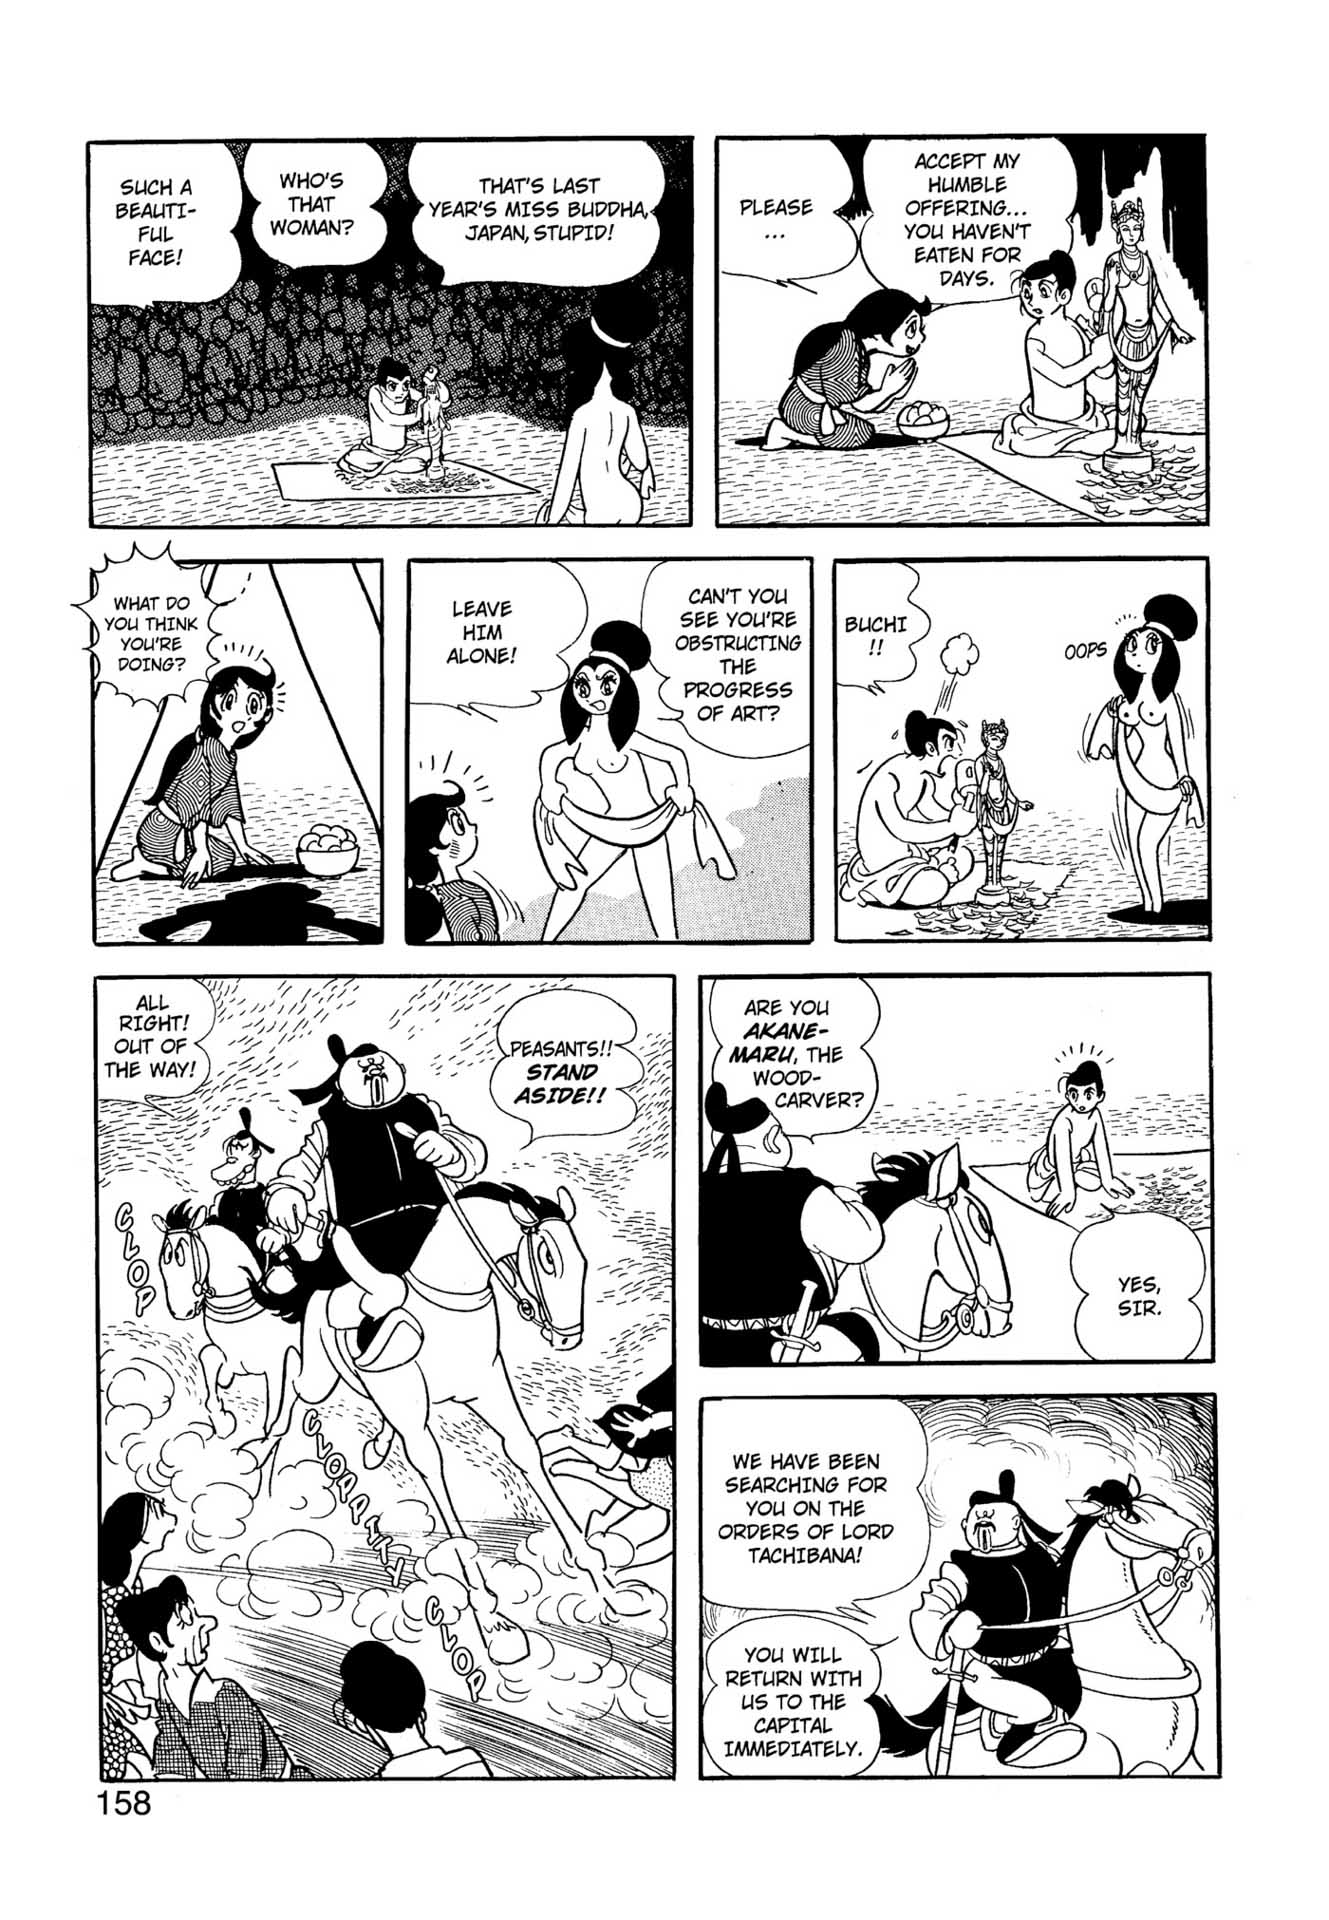 SUCH A
BEAUTI-
FUL
FACE!
WHO'S
THAT
WOMAN?
THAT'S LAST
YEAR'S MISS BUDDHA,
JAPAN, STUPID!
PLEASE
...
ACCEPT MY
HUMBLE
OFFERING...
YOU HAVEN'T
EATEN FOR
DAYS.
WHAT DO
YOU THINK
YOU'RE
DOING?
LEAVE
HIM
ALONE!
CAN'T YOU
SEE YOU'RE
OBSTRUCTING
THE
PROGRESS
OF ART?
BUCHI
!!
OOPS
ALL
RIGHT!
OUT OF
THE WAY!
PEASANTS!!
STAND
ASIDE!!
CLOP
CLOPPITY
CLOP
ARE YOU
AKANE-
MARU, THE
WOOD-
CARVER?
YES,
SIR.
WE HAVE BEEN
SEARCHING FOR
YOU ON THE
ORDERS OF LORD
TACHIBANA!
YOU WILL
RETURN WITH
US TO THE
CAPITAL
IMMEDIATELY.
158